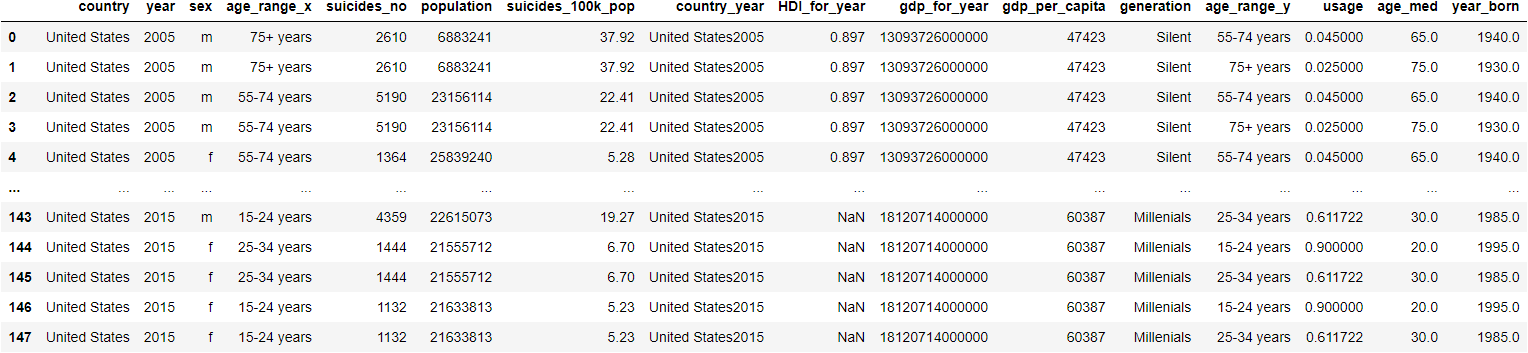 country year sex age_range_x suicides_no population suicides_100k_pop country_year HDI_for_year gdp_for_year gdp_per_capita generation age_range_y usage age_med year_born
0 United States 2005 m 75+ years 2610 6883241 37.92 United States2005 0.897 13093726000000 47423 Silent 55-74 years 0.045000 65.0 1940.0
1 United States 2005 m 75+ years 2610 6883241 37.92 United States2005 0.897 13093726000000 47423 Silent 75+ years 0.025000 75.0 1930.0
2 United States 2005 m 55-74 years 5190 23156114 22.41 United States2005 0.897 13093726000000 47423 Silent 55-74 years 0.045000 65.0 1940.0
3 United States 2005 m 55-74 years 5190 23156114 22.41 United States2005 0.897 13093726000000 47423 Silent 75+ years 0.025000 75.0 1930.0
4 United States 2005 f 55-74 years 1364 25839240 5.28 United States2005 0.897 13093726000000 47423 Silent 55-74 years 0.045000 65.0 1940.0
... ... ... ... ... ... ... ... ... ... ... ... ... ... ... ... ...
143 United States 2015 m 15-24 years 4359 22615073 19.27 United States2015 NaN 18120714000000 60387 Millenials 25-34 years 0.611722 30.0 1985.0
144 United States 2015 f 25-34 years 1444 21555712 6.70 United States2015 NaN 18120714000000 60387 Millenials 15-24 years 0.900000 20.0 1995.0
145 United States 2015 f 25-34 years 1444 21555712 6.70 United States2015 NaN 18120714000000 60387 Millenials 25-34 years 0.611722 30.0 1985.0
146 United States 2015 f 15-24 years 1132 21633813 5.23 United States2015 NaN 18120714000000 60387 Millenials 15-24 years 0.900000 20.0 1995.0
147 United States 2015 f 15-24 years 1132 21633813 5.23 United States2015 NaN 18120714000000 60387 Millenials 25-34 years 0.611722 30.0 1985.0